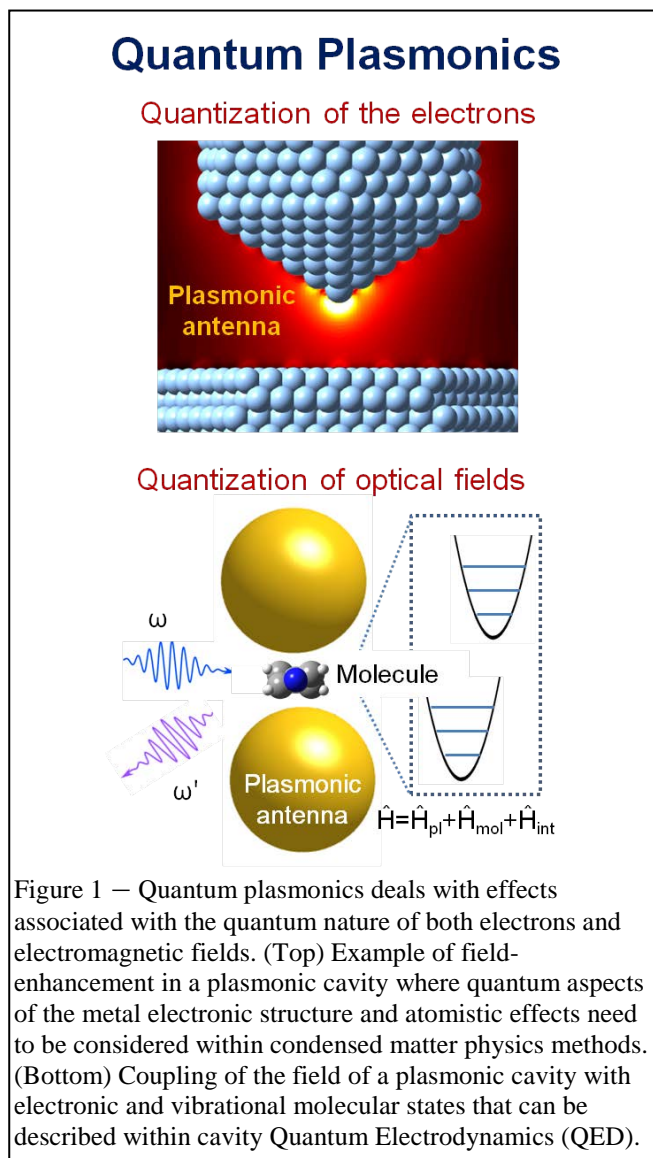 Quantum Plasmonics
Quantization of the electrons
Plasmonic
antenna
Quantization of optical fields
ω
Molecule
ω'
Plasmonic
antenna
Ĥ=Ĥpl+Ĥmol+Ĥint
Figure 1 – Quantum plasmonics deals with effects
associated with the quantum nature of both electrons and
electromagnetic fields. (Top) Example of field-
enhancement in a plasmonic cavity where quantum aspects
of the metal electronic structure and atomistic effects need
to be considered within condensed matter physics methods.
(Bottom) Coupling of the field of a plasmonic cavity with
electronic and vibrational molecular states that can be
described within cavity Quantum Electrodynamics (QED).